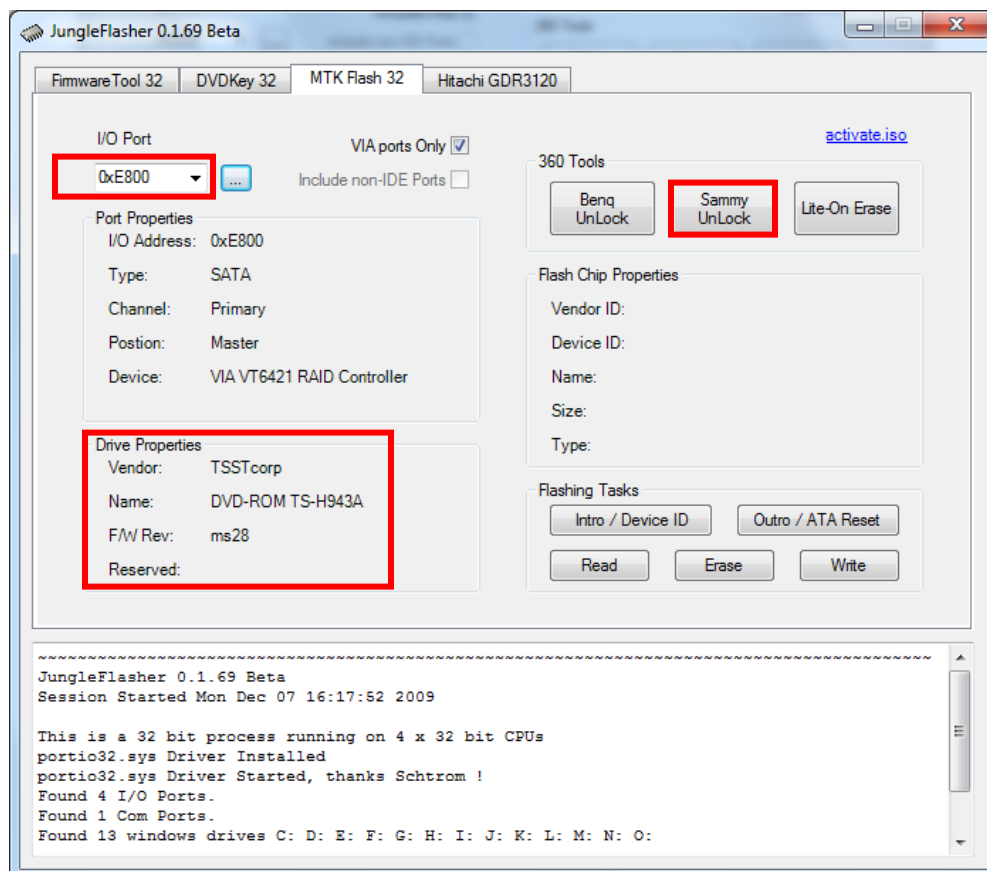 JungleFlasher 0.1.69 Beta
FirmwareTool 32
DVDKey 32
MTK Flash 32
Hitachi GDR3120
I/O Port
VIA ports Only
activate.iso
0xE800
...
Include non-IDE Ports
360 Tools
Benq
UnLock
Sammy
UnLock
Lite-On Erase
Port Properties
I/O Address: 0xE800
Type: SATA
Channel: Primary
Postion: Master
Device: VIA VT6421 RAID Controller
Flash Chip Properties
Vendor ID:
Device ID:
Name:
Size:
Type:
Drive Properties
Vendor: TSSTcorp
Name: DVD-ROM TS-H943A
F/W Rev: ms28
Reserved:
Flashing Tasks
Intro / Device ID
Outro / ATA Reset
Read
Erase
Write
~~~~~~~~~~~~~~~~~~~~~~~~~~~~~~~~~~~~~~~~~~~~~~~~~~~~~~~~~~~~~~~~~~~~~~~~~~~~~~~~~~~~~~~~~~
JungleFlasher 0.1.69 Beta
Session Started Mon Dec 07 16:17:52 2009
This is a 32 bit process running on 4 x 32 bit CPUs
portio32.sys Driver Installed
portio32.sys Driver Started, thanks Schtrom !
Found 4 I/O Ports.
Found 1 Com Ports.
Found 13 windows drives C: D: E: F: G: H: I: J: K: L: M: N: O: